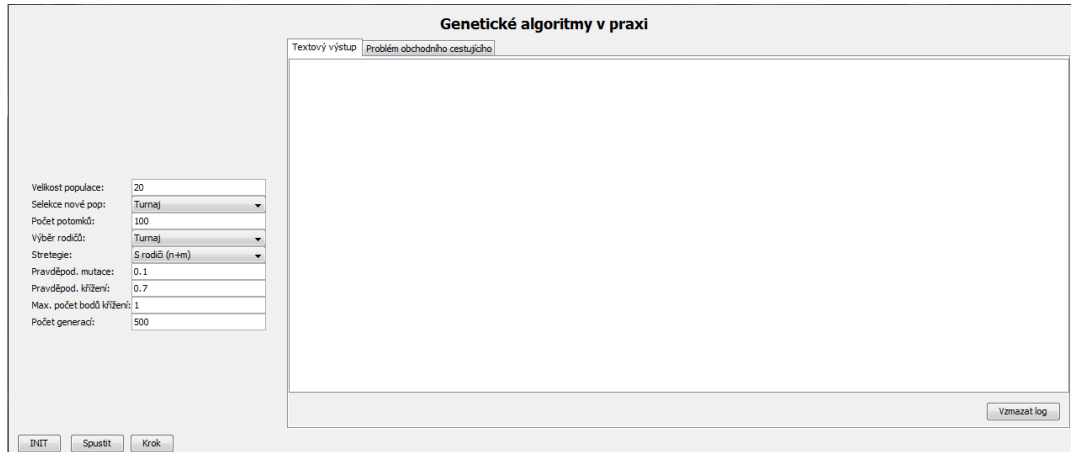 Genetické algoritmy v praxi
Textový výstup Problém obchodního cestujícího
Velikost populace: 20
Selekce nové pop: Turnaj
Počet potomků: 100
Výběr rodičů: Turnaj
Stretegie: S rodiči (n+m)
Pravděpod. mutace: 0.1
Pravděpod. křížení: 0.7
Max. počet bodů křížení: 1
Počet generací: 500
Vzmazat log
INIT Spustit Krok